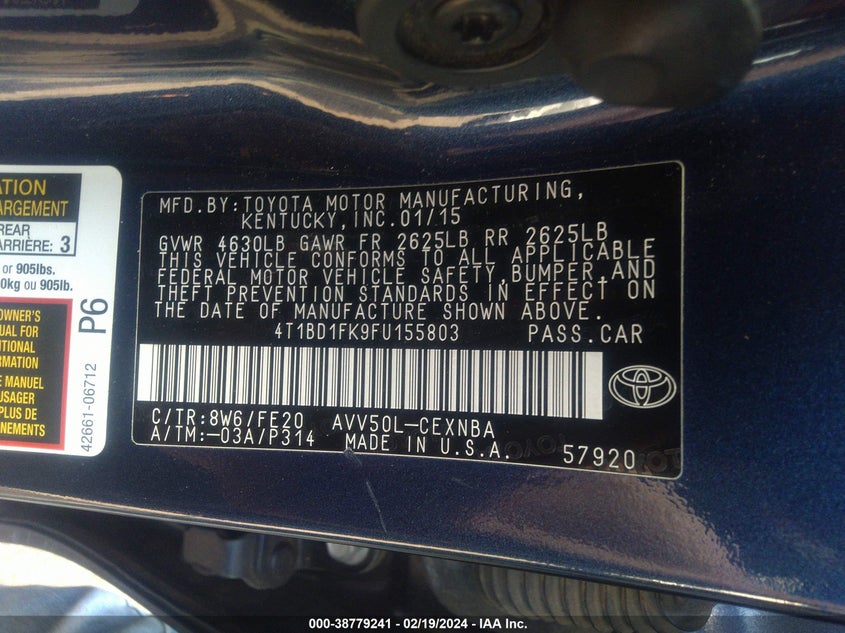 ATION
ARGEMENT
REAR
ARRIÈRE: 3
or 905lbs.
0kg ou 905lb.
OWNER'S
UAL FOR
ITIONAL
RMATION
E MANUEL
USAGER
PLUS DE
NEMENTS
P6
42661-06712
MFD.BY:TOYOTA MOTOR MANUFACTURING,
KENTUCKY,INC.01/15
GVWR 4630LB GAWR FR 2625LB RR 2625LB
THIS VEHICLE CONFORMS TO ALL APPLICABLE
FEDERAL MOTOR VEHICLE SAFETY,BUMPER,AND
THEFT PREVENTION STANDARDS IN EFFECT ON
THE DATE OF MANUFACTURE SHOWN ABOVE.
4T1BD1FK9FU155803 PASS.CAR
C/TR:8W6/FE20 AVV50L-CEXNBA
A/TM:-03A/P314 MADE IN U.S.A. 57920
000-38779241 - 02/19/2024 - IAA Inc.